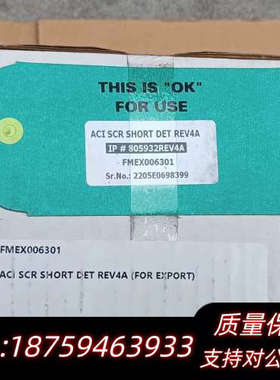 THIS IS "OK"
FOR USE
ACI SCR SHORT DET REV4A
IP # 805932REV4A
FMEX006301
Sr.No.: 2205E0698399
FMEX006301
ACI SCR SHORT DET REV4A (FOR EXPORT)
质量保
:18759463933
支持对公